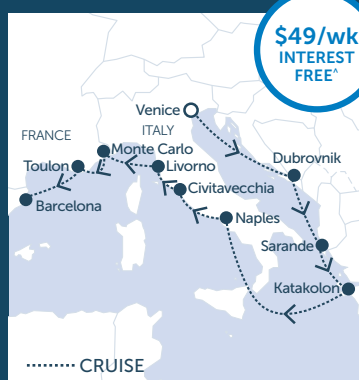 $49/wk
INTEREST
FREE^
Venice
FRANCE
ITALY
Monte Carlo
Toulon
Livorno
Dubrovnik
Civitavecchia
Barcelona
Naples
Sarande
Katakolon
CRUISE